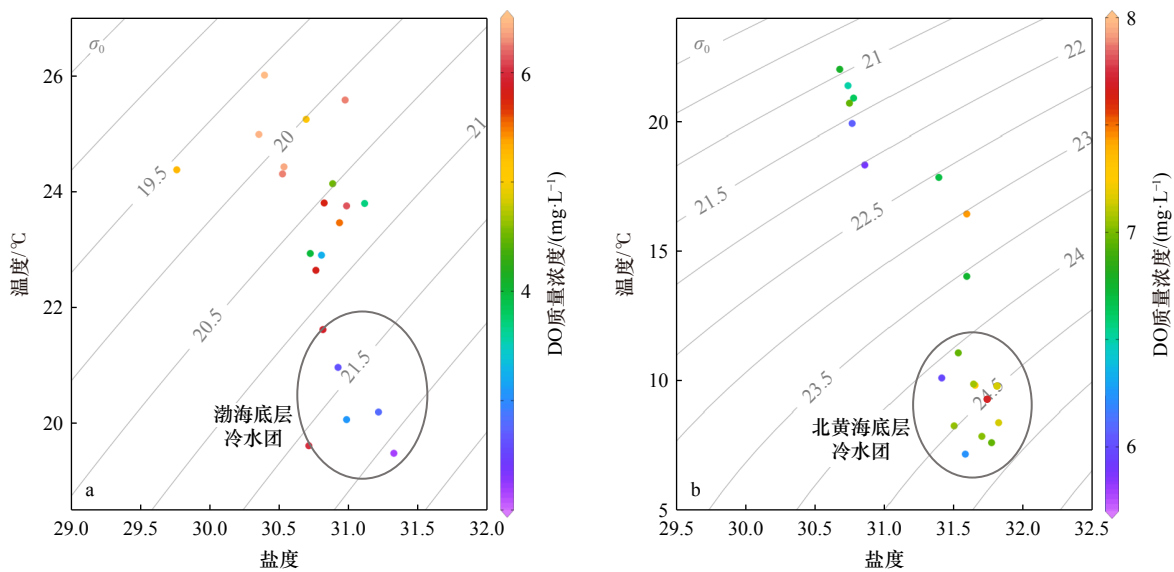 σ₀
19.5
20
20.5
21
21.5
26
24
22
20
29.0
29.5
30.0
30.5
31.0
31.5
32.0
温度/℃
盐度
渤海底层
冷水团
a
6
4
DO质量浓度/(mg·L⁻¹)
σ₀
21
21.5
22
22.5
23
23.5
24
24.5
20
15
10
5
29.5
30.0
30.5
31.0
31.5
32.0
32.5
温度/℃
盐度
北黄海底层
冷水团
b
8
7
6
DO质量浓度/(mg·L⁻¹)